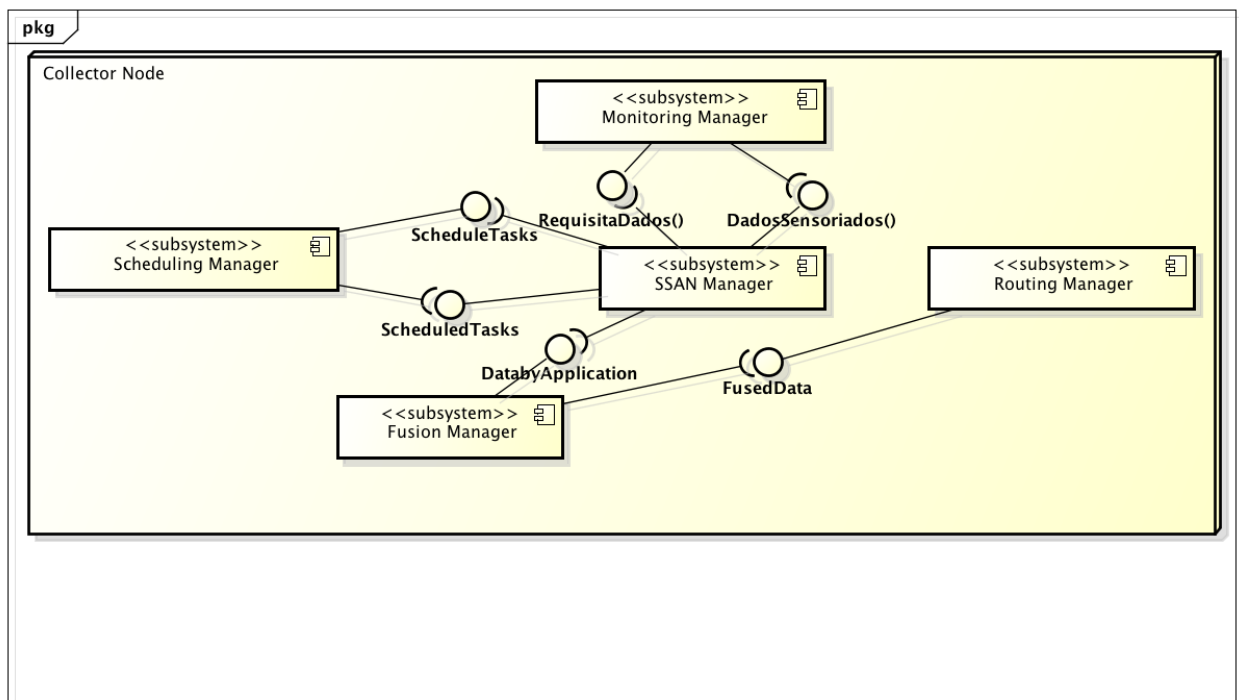 pkg
Collector Node
<<subsystem>>
Monitoring Manager
RequisitaDados()
DadosSensoriados()
ScheduleTasks
<<subsystem>>
Scheduling Manager
<<subsystem>>
SSAN Manager
<<subsystem>>
Routing Manager
ScheduledTasks
DatabyApplication
FusedData
<<subsystem>>
Fusion Manager